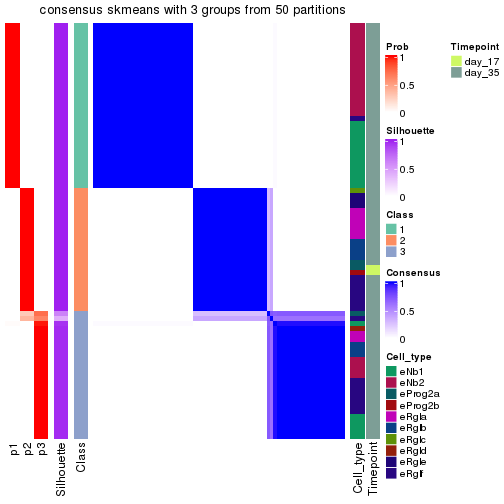 consensus skmeans with 3 groups from 50 partitions
Prob
1
0.5
0
Timepoint
day_17
day_35
Silhouette
1
0.5
0
Class
1
2
3
Consensus
1
0.5
0
Cell_type
eNb1
eNb2
eProg2a
eProg2b
eRgla
eRglb
eRglc
eRgld
eRgle
eRglf
p1
p2
p3
Silhouette
Class
Cell_type
Timepoint